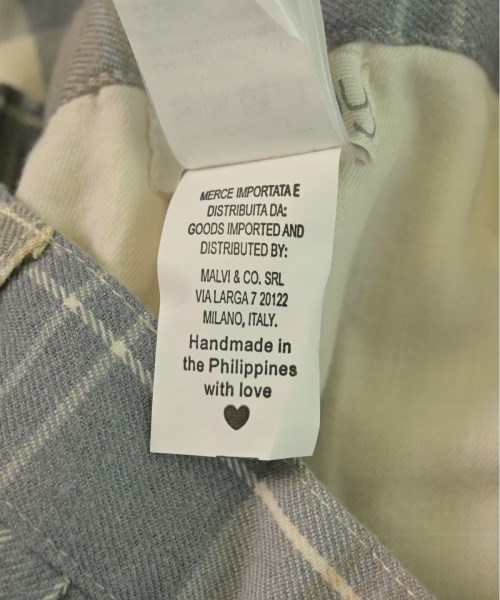 MERCE IMPORTATA E
DISTRIBUITA DA:
GOODS IMPORTED AND
DISTRIBUTED BY:
MALVI & CO. SRL
VIA LARGA 7 20122
MILANO, ITALY.
Handmade in
the Philippines
with love